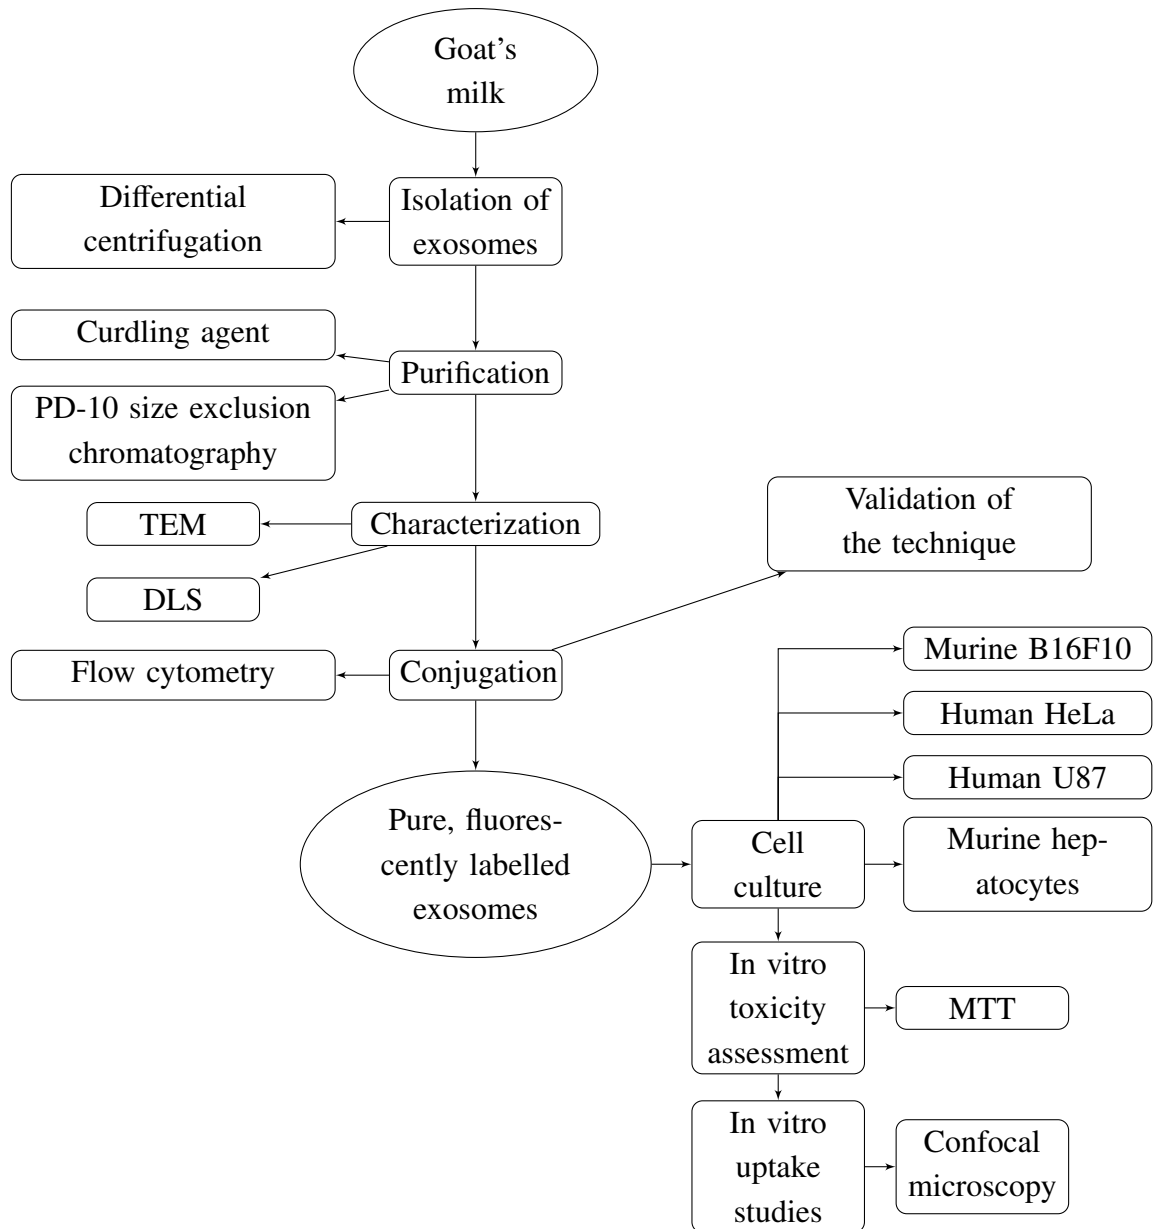 Goat's
milk
Isolation of
exosomes
Differential
centrifugation
Curdling agent
Purification
PD-10 size exclusion
chromatography
Validation of
the technique
TEM
Characterization
DLS
Flow cytometry
Conjugation
Murine B16F10
Human HeLa
Human U87
Pure, fluores-
cently labelled
exosomes
Cell
culture
Murine hep-
atocytes
In vitro
toxicity
assessment
MTT
In vitro
uptake
studies
Confocal
microscopy